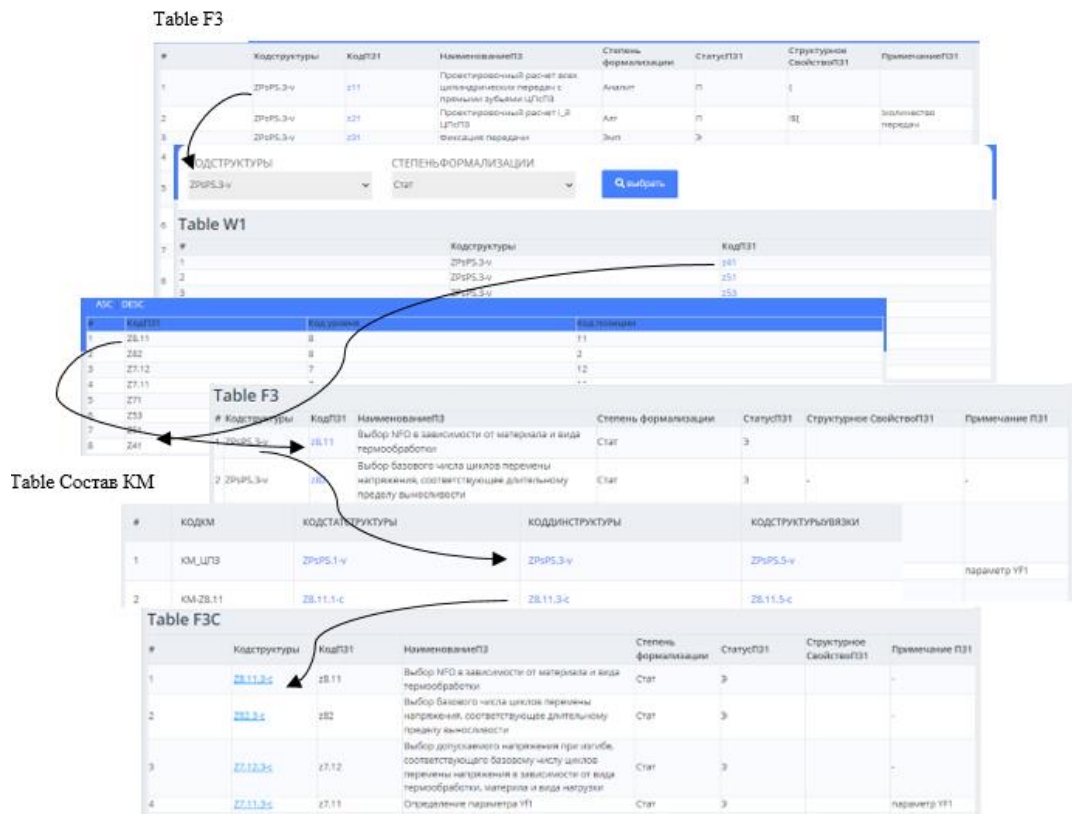 Table F3
# Кодструктуры КодПЗ1 НаименованиеПЗ Степень формализации СтатусПЗ1 Структурное СвойствоПЗ1 ПримечаниеПЗ1
1 ZPsPS.3-v z11 Проектировочный расчет всех цилиндрических передач с прямыми зубьями ЦПсПЗ Аналит П
2 ZPsPS.3-v z21 Проектировочный расчет i_й ЦПсПЗ Алг П
количество передач
3 ZPsPS.3-v z31 Фиксация передачи Экп Э
4
КОДСТРУКТУРЫ СТЕПЕНЬФОРМАЛИЗАЦИИ
5 ZPsPS.3-v Стат выбрать
6 Table W1
7 # Кодструктуры КодПЗ1
1 ZPsPS.3-v z41
8 2 ZPsPS.3-v z51
3 ZPsPS.3-v z53
ASC DESC
# КодПЗ1 Код уровня Код позиции
1 Z8.11 8 11
2 Z82 8 2
3 Z7.12 7 12
4 Z7.11
5 Z71
6 Z53
7
8 Z41
Table F3
# Кодструктуры КодПЗ1 НаименованиеПЗ Степень формализации СтатусПЗ1 Структурное СвойствоПЗ1 Примечание ПЗ1
1 ZPsPS.3-v z8.11 Выбор NFO в зависимости от материала и вида термообработки Стат Э
2 ZPsPS.3-v z82 Выбор базового числа циклов перемены напряжения, соответствующее длительному пределу выносливости Стат Э - -
параметр YF1
Table Состав КМ
# КОДКМ КОДСТАТСТРУКТУРЫ КОДДИНСТРУКТУРЫ КОДСТРУКТУРЫУВЯЗКИ
1 КМ_ЦПЗ ZPsPS.1-v ZPsPS.3-v ZPsPS.5-v
2 КМ-Z8.11 Z8.11.1-c Z8.11.3-c Z8.11.5-c
Table F3C
# Кодструктуры КодПЗ1 НаименованиеПЗ Степень формализации СтатусПЗ1 Структурное СвойствоПЗ1 Примечание ПЗ1
1 Z8.11.3-c z8.11 Выбор NFO в зависимости от материала и вида термообработки Стат Э -
2 Z82.3-c z82 Выбор базового числа циклов перемены напряжения, соответствующее длительному пределу выносливости Стат Э -
3 Z7.12.3-c z7.12 Выбор допускаемого напряжения при изгибе, соответствующего базовому числу циклов перемены напряжения в зависимости от вида термообработки, материла и вида нагрузки Стат Э -
4 Z7.11.3-c z7.11 Определение параметра Yf1 Стат Э параметр YF1